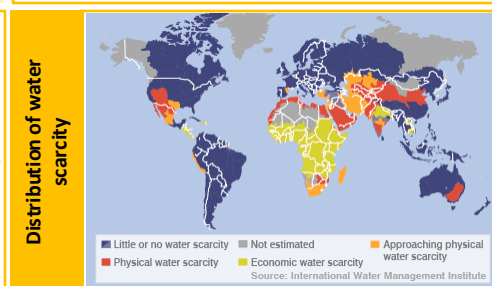 Distribution of water
scarcity
Little or no water scarcity
Not estimated
Approaching physical
water scarcity
Physical water scarcity
Economic water scarcity
Source: International Water Management Institute